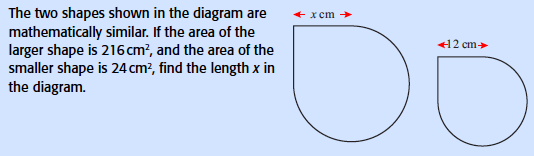 The two shapes shown in the diagram are
mathematically similar. If the area of the
larger shape is 216 cm², and the area of the
smaller shape is 24 cm², find the length x in
the diagram.
x cm
12 cm